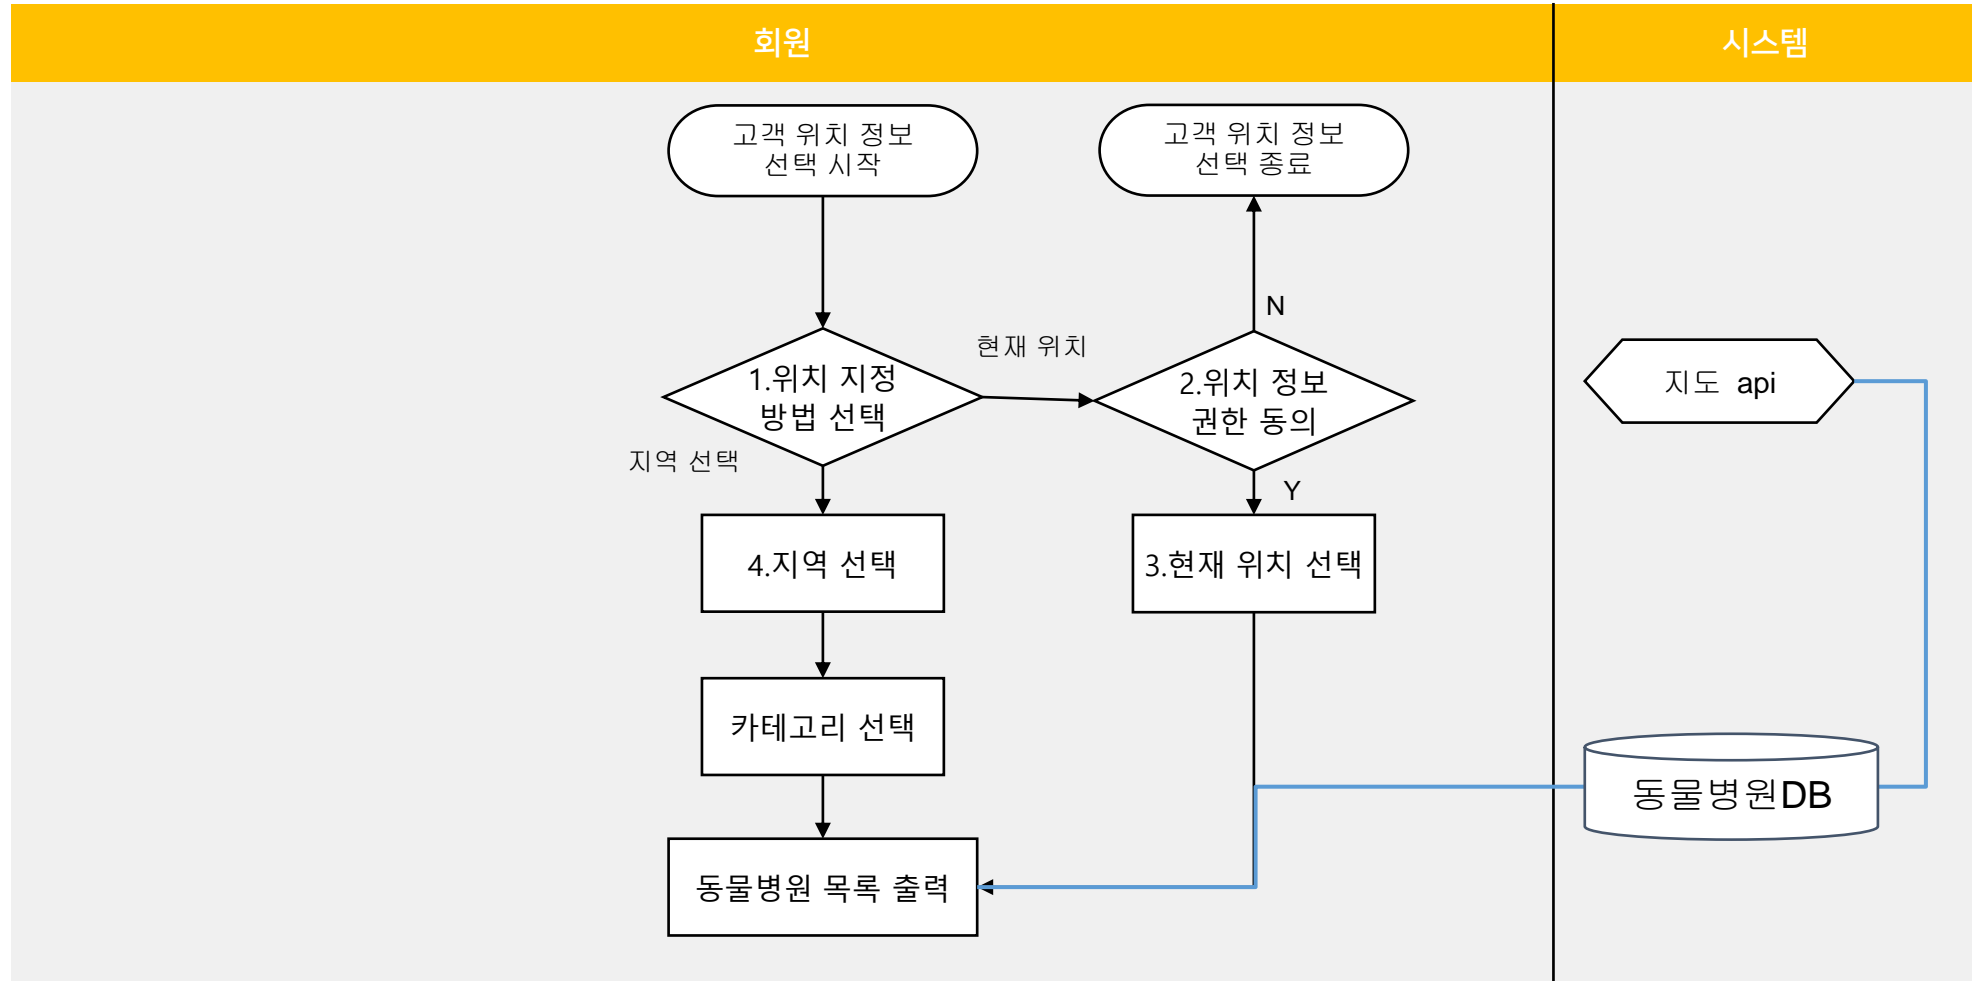 회원
시스템
고객 위치 정보
선택 시작
고객 위치 정보
선택 종료
N
현재 위치
1.위치 지정
방법 선택
2.위치 정보
권한 동의
지도 api
지역 선택
Y
4.지역 선택
3.현재 위치 선택
카테고리 선택
동물병원DB
동물병원 목록 출력